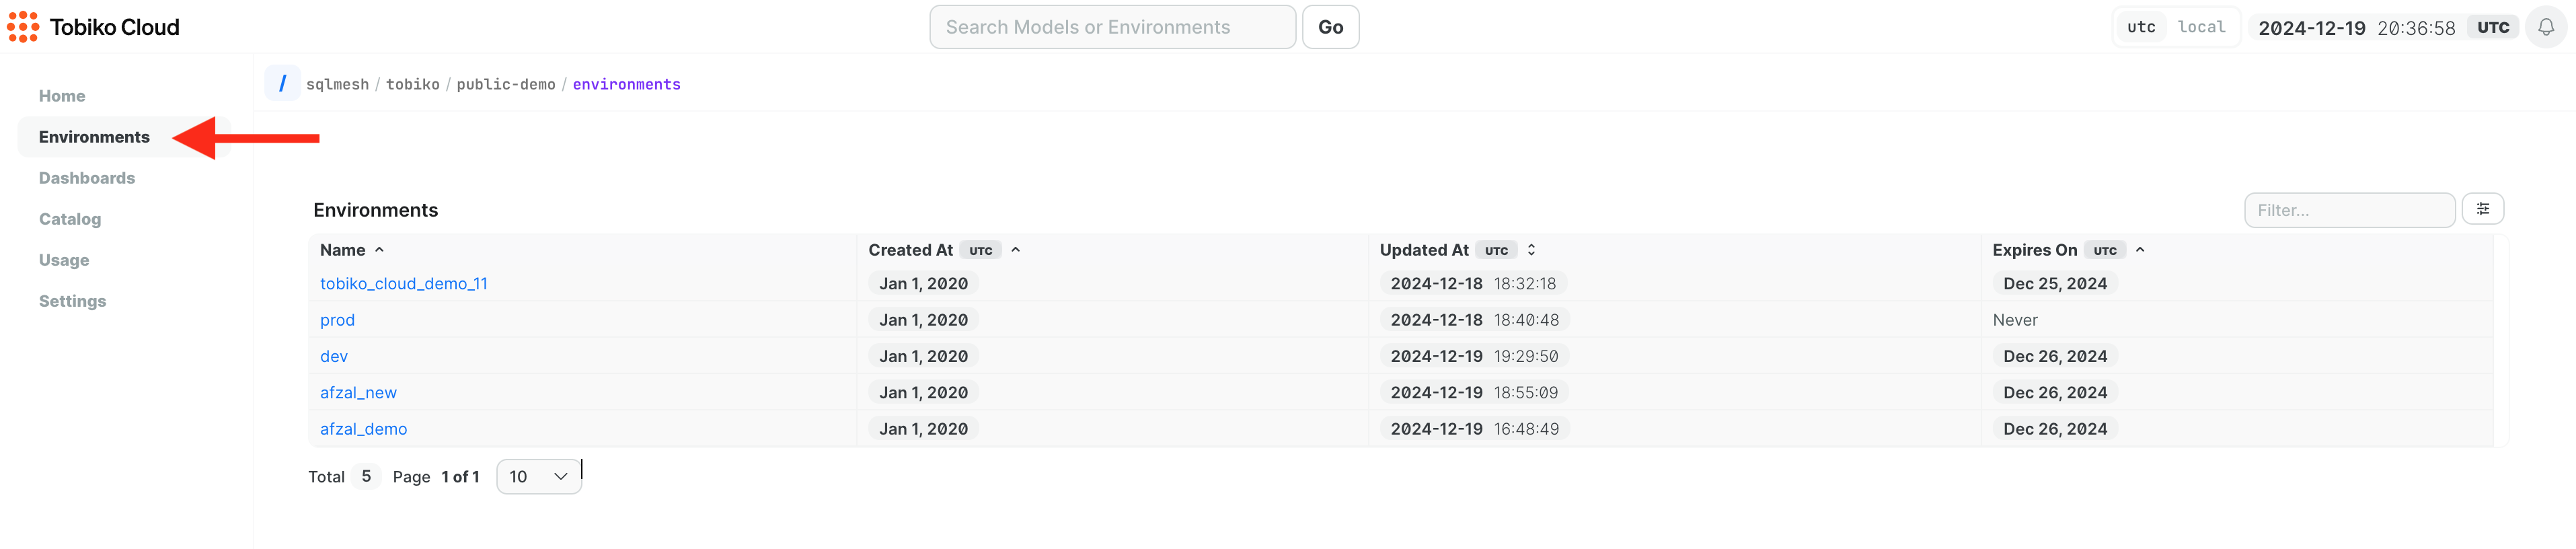 Tobiko Cloud
Search Models or Environments Go
utc local 2024-12-19 20:36:58 UTC
/ sqlmesh / tobiko / public-demo / environments
Home
Environments
Dashboards
Catalog
Usage
Settings
Environments
Filter...
Name Created At UTC Updated At UTC Expires On UTC
tobiko_cloud_demo_11 Jan 1, 2020 2024-12-18 18:32:18 Dec 25, 2024
prod Jan 1, 2020 2024-12-18 18:40:48 Never
dev Jan 1, 2020 2024-12-19 19:29:50 Dec 26, 2024
afzal_new Jan 1, 2020 2024-12-19 18:55:09 Dec 26, 2024
afzal_demo Jan 1, 2020 2024-12-19 16:48:49 Dec 26, 2024
Total 5 Page 1 of 1 10